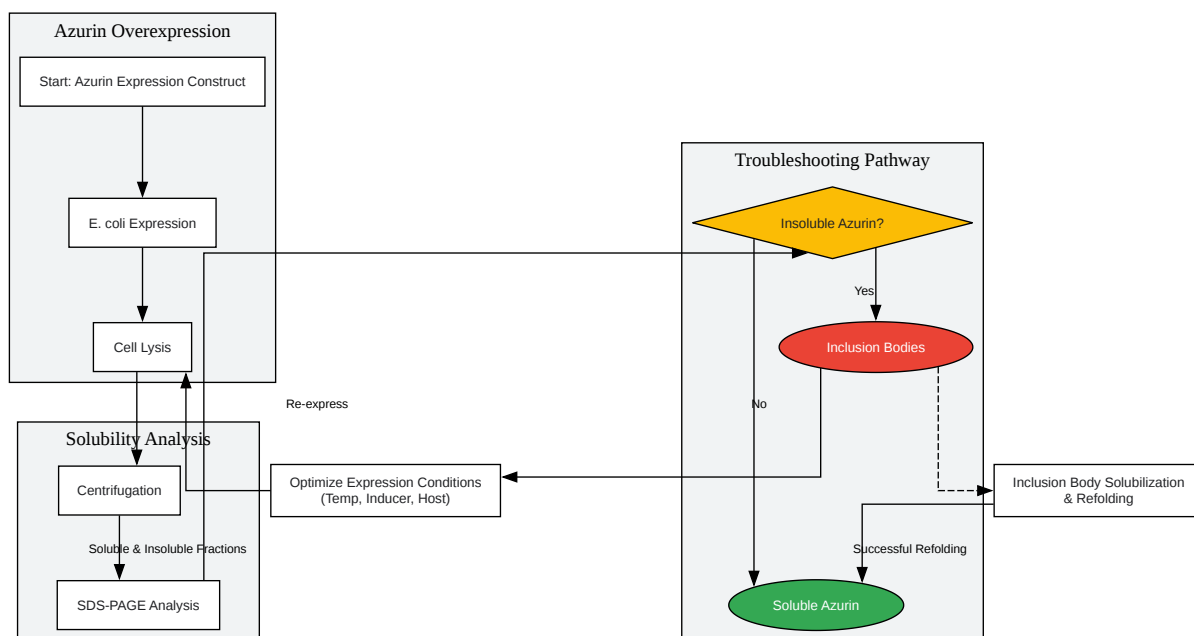 Azurin Overexpression
Start: Azurin Expression Construct
E. coli Expression
Cell Lysis
Solubility Analysis
Centrifugation
Soluble & Insoluble Fractions
SDS-PAGE Analysis
Re-express
Optimize Expression Conditions
(Temp, Inducer, Host)
Troubleshooting Pathway
Insoluble Azurin?
Yes
Inclusion Bodies
No
Inclusion Body Solubilization
& Refolding
Successful Refolding
Soluble Azurin